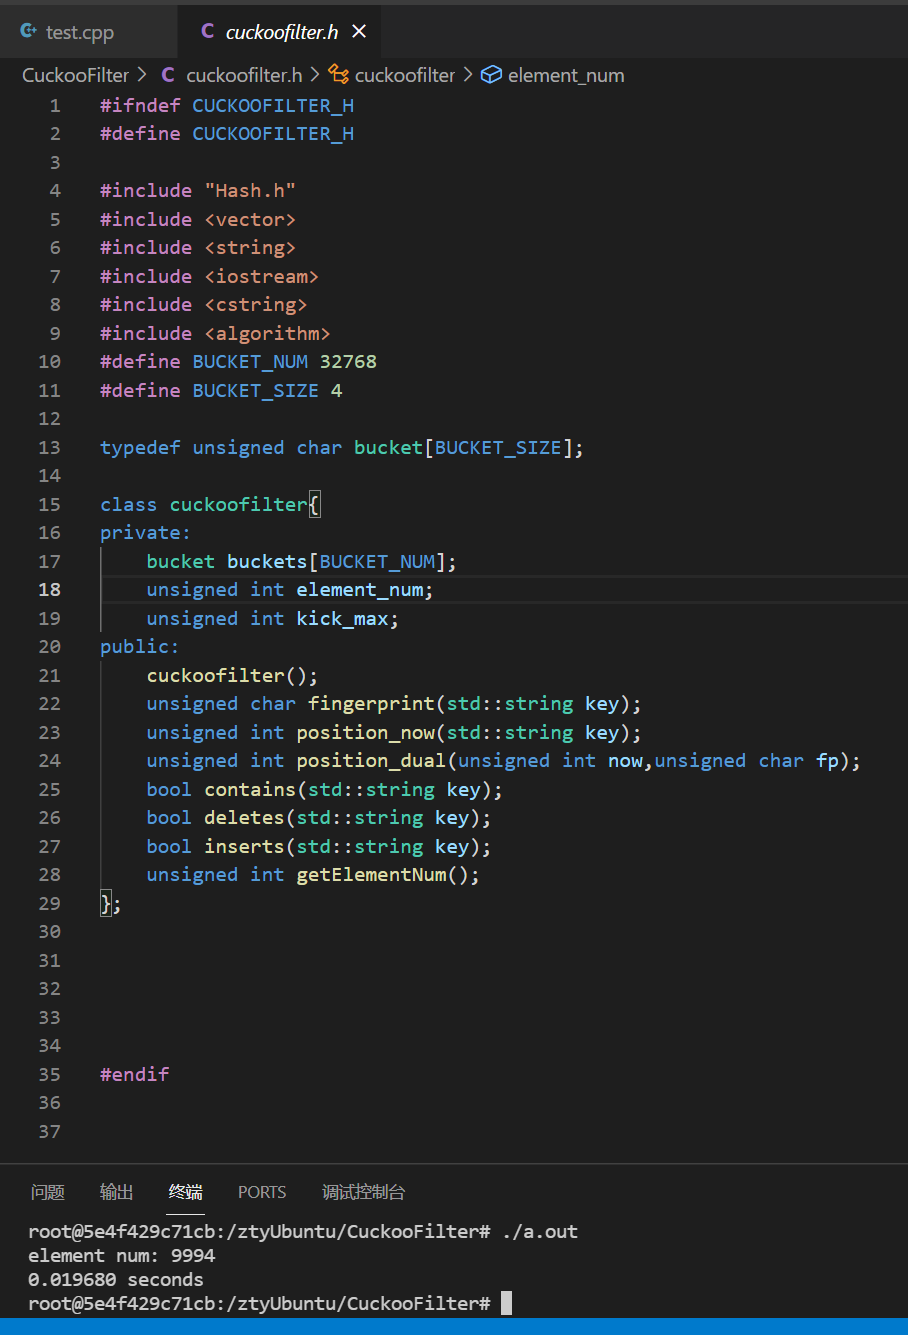 test.cpp
C cuckoofilter.h ×
CuckooFilter > C cuckoofilter.h > cuckoofilter > element_num
1 #ifndef CUCKOOFILTER_H
2 #define CUCKOOFILTER_H
3
4 #include "Hash.h"
5 #include <vector>
6 #include <string>
7 #include <iostream>
8 #include <cstring>
9 #include <algorithm>
10 #define BUCKET_NUM 32768
11 #define BUCKET_SIZE 4
12
13 typedef unsigned char bucket[BUCKET_SIZE];
14
15 class cuckoofilter{
16 private:
17     bucket buckets[BUCKET_NUM];
18     unsigned int element_num;
19     unsigned int kick_max;
20 public:
21     cuckoofilter();
22     unsigned char fingerprint(std::string key);
23     unsigned int position_now(std::string key);
24     unsigned int position_dual(unsigned int now,unsigned char fp);
25     bool contains(std::string key);
26     bool deletes(std::string key);
27     bool inserts(std::string key);
28     unsigned int getElementNum();
29 };
30
31
32
33
34
35 #endif
36
37
问题 输出 终端 PORTS 调试控制台
root@5e4f429c71cb:/ztyUbuntu/CuckooFilter# ./a.out
element num: 9994
0.019680 seconds
root@5e4f429c71cb:/ztyUbuntu/CuckooFilter#